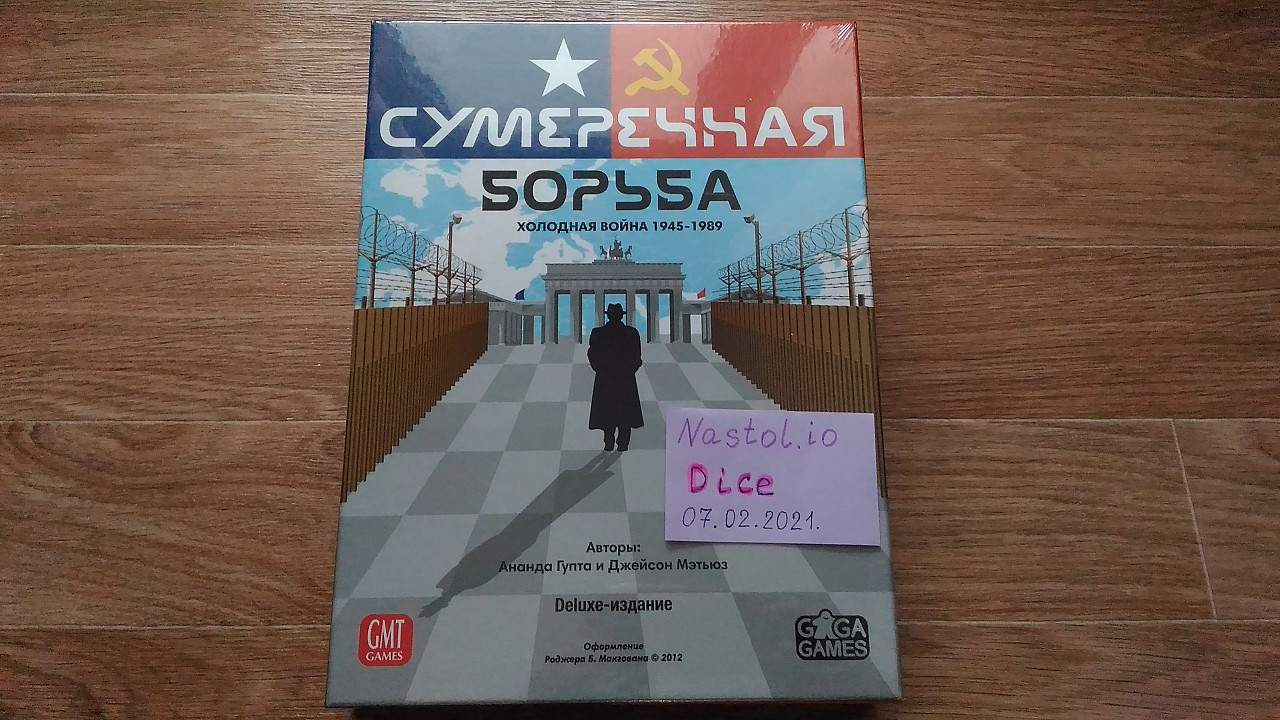 СУМЕРЕЧНАЯ
БОРЬБА
ХОЛОДНАЯ ВОЙНА 1945-1989
Nastol.io
Dice
07.02.2021.
Авторы:
Ананда Гупта и Джейсон Мэтьюз
Deluxe-издание
Оформление
Роджера Б. Макгована © 2012
GMT
GAMES
GAGA
GAMES